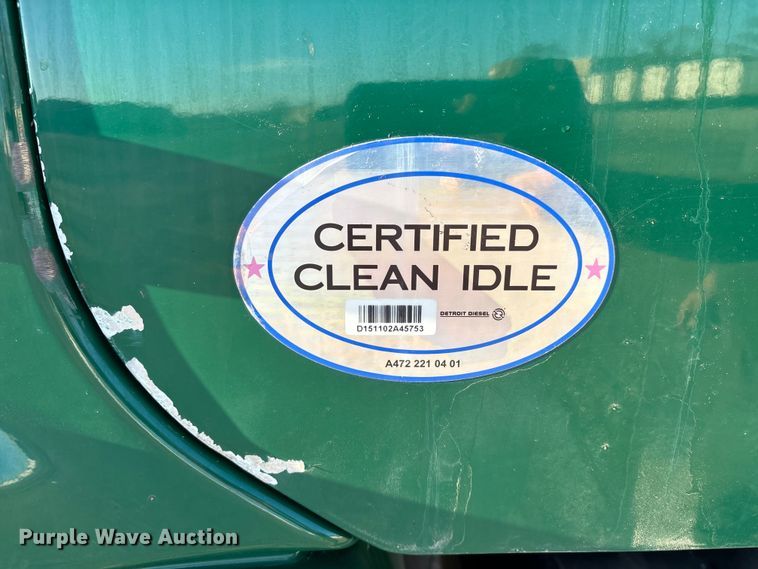 CERTIFIED
CLEAN IDLE
D151102A45753
DETROIT DIESEL
A472 221 04 01
Purple Wave Auction